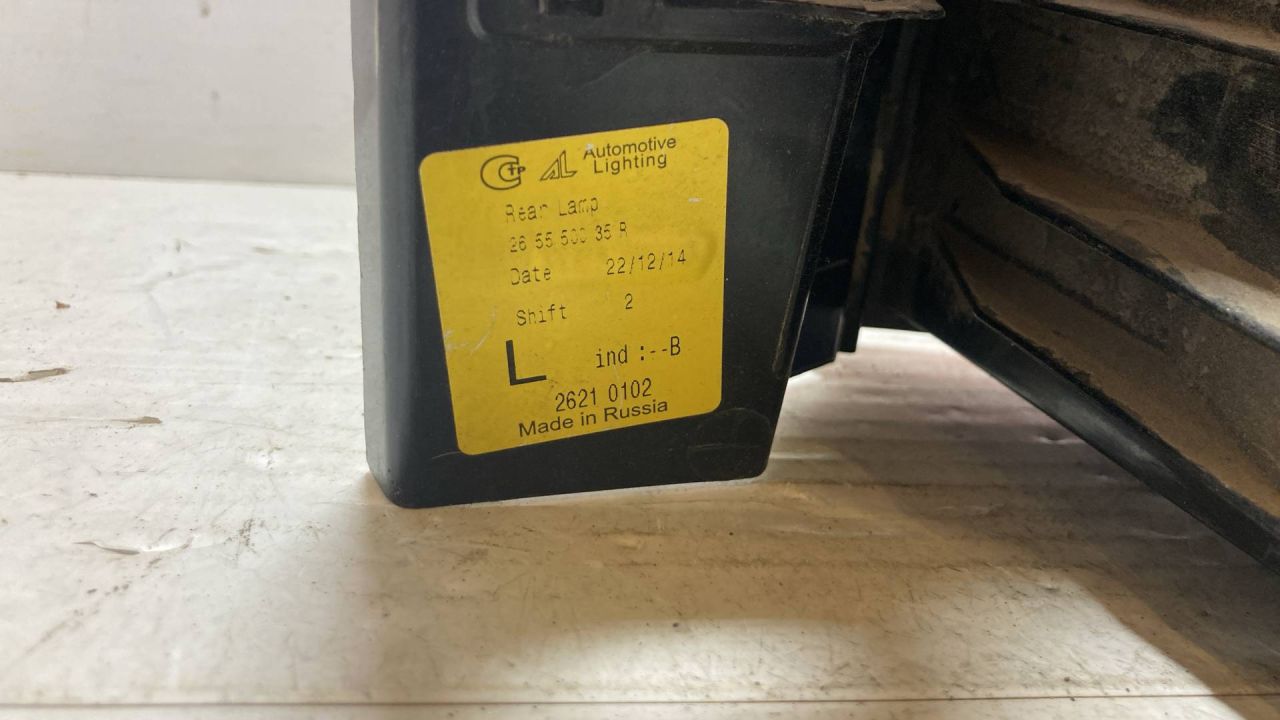 AL Automotive
Lighting
Rear Lamp
26 55 500 35 R
Date 22/12/14
Shift 2
L ind :--B
2621 0102
Made in Russia